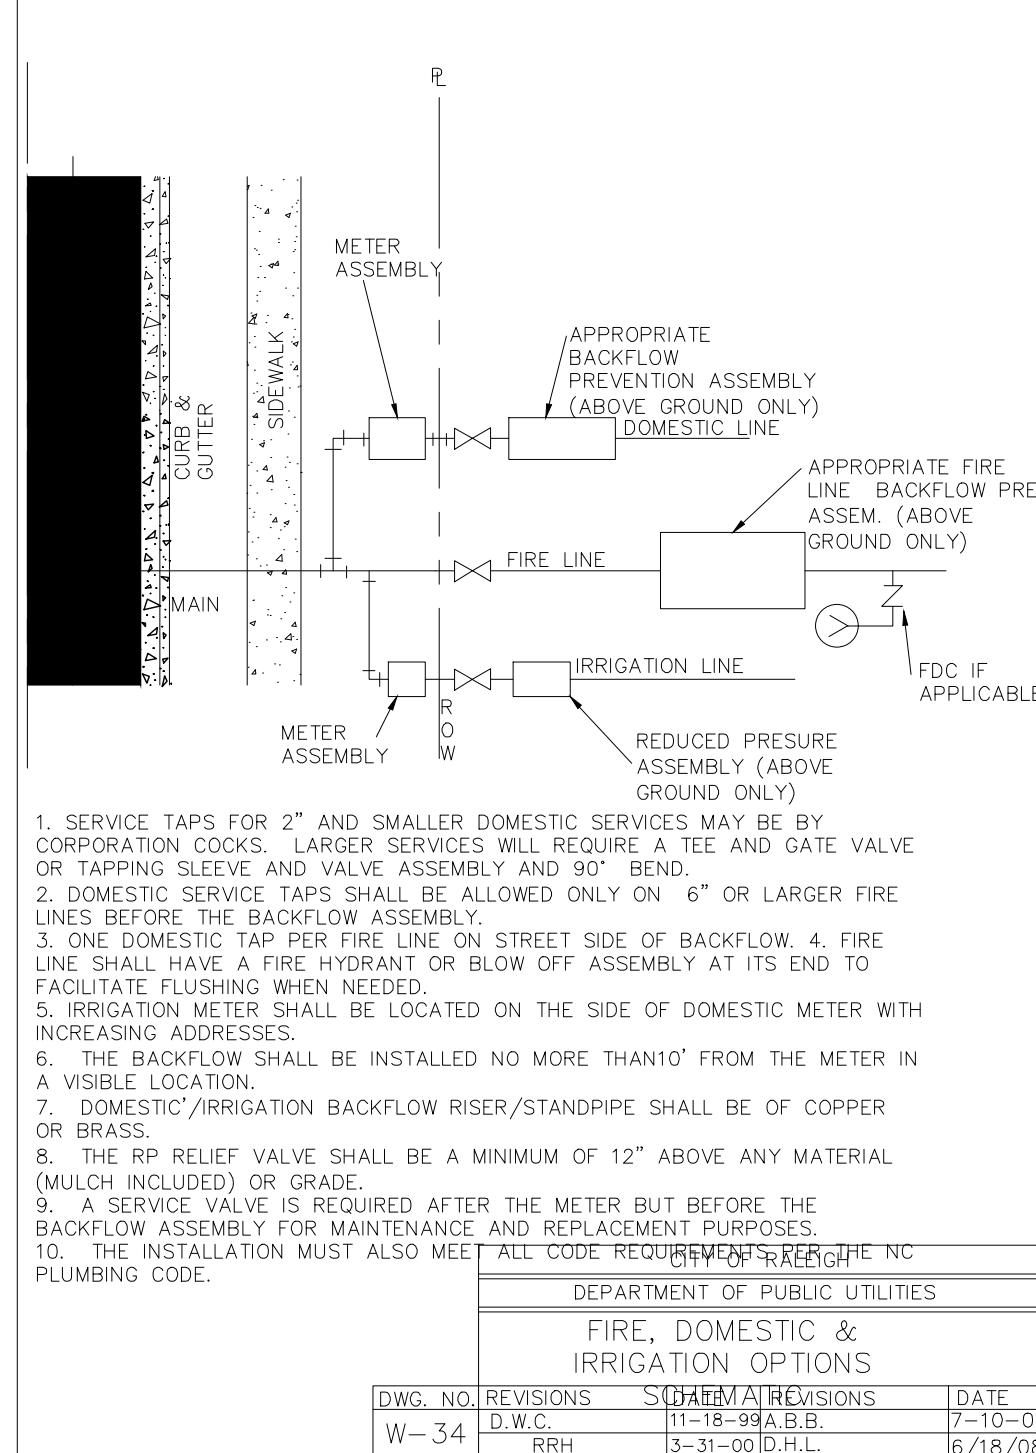 PL
METER
ASSEMBLY
APPROPRIATE
BACKFLOW
PREVENTION ASSEMBLY
(ABOVE GROUND ONLY)
DOMESTIC LINE
SIDEWALK
CURB &
GUTTER
APPROPRIATE FIRE
LINE BACKFLOW PRE
ASSEM. (ABOVE
GROUND ONLY)
FIRE LINE
MAIN
IRRIGATION LINE
FDC IF
APPLICABLE
METER
ASSEMBLY
ROW
REDUCED PRESURE
ASSEMBLY (ABOVE
GROUND ONLY)
1. SERVICE TAPS FOR 2" AND SMALLER DOMESTIC SERVICES MAY BE BY
CORPORATION COCKS. LARGER SERVICES WILL REQUIRE A TEE AND GATE VALVE
OR TAPPING SLEEVE AND VALVE ASSEMBLY AND 90° BEND.
2. DOMESTIC SERVICE TAPS SHALL BE ALLOWED ONLY ON 6" OR LARGER FIRE
LINES BEFORE THE BACKFLOW ASSEMBLY.
3. ONE DOMESTIC TAP PER FIRE LINE ON STREET SIDE OF BACKFLOW. 4. FIRE
LINE SHALL HAVE A FIRE HYDRANT OR BLOW OFF ASSEMBLY AT ITS END TO
FACILITATE FLUSHING WHEN NEEDED.
5. IRRIGATION METER SHALL BE LOCATED ON THE SIDE OF DOMESTIC METER WITH
INCREASING ADDRESSES.
6. THE BACKFLOW SHALL BE INSTALLED NO MORE THAN10' FROM THE METER IN
A VISIBLE LOCATION.
7. DOMESTIC'/IRRIGATION BACKFLOW RISER/STANDPIPE SHALL BE OF COPPER
OR BRASS.
8. THE RP RELIEF VALVE SHALL BE A MINIMUM OF 12" ABOVE ANY MATERIAL
(MULCH INCLUDED) OR GRADE.
9. A SERVICE VALVE IS REQUIRED AFTER THE METER BUT BEFORE THE
BACKFLOW ASSEMBLY FOR MAINTENANCE AND REPLACEMENT PURPOSES.
10. THE INSTALLATION MUST ALSO MEET ALL CODE REQUIREMENTS PER THE NC
PLUMBING CODE.
CITY OF RALEIGH
DEPARTMENT OF PUBLIC UTILITIES
FIRE, DOMESTIC &
IRRIGATION OPTIONS
SCHEMATIC
DWG. NO. REVISIONS DATE REVISIONS DATE
W-34
D.W.C. 11-18-99 A.B.B. 7-10-0
RRH 3-31-00 D.H.L. 6/18/08